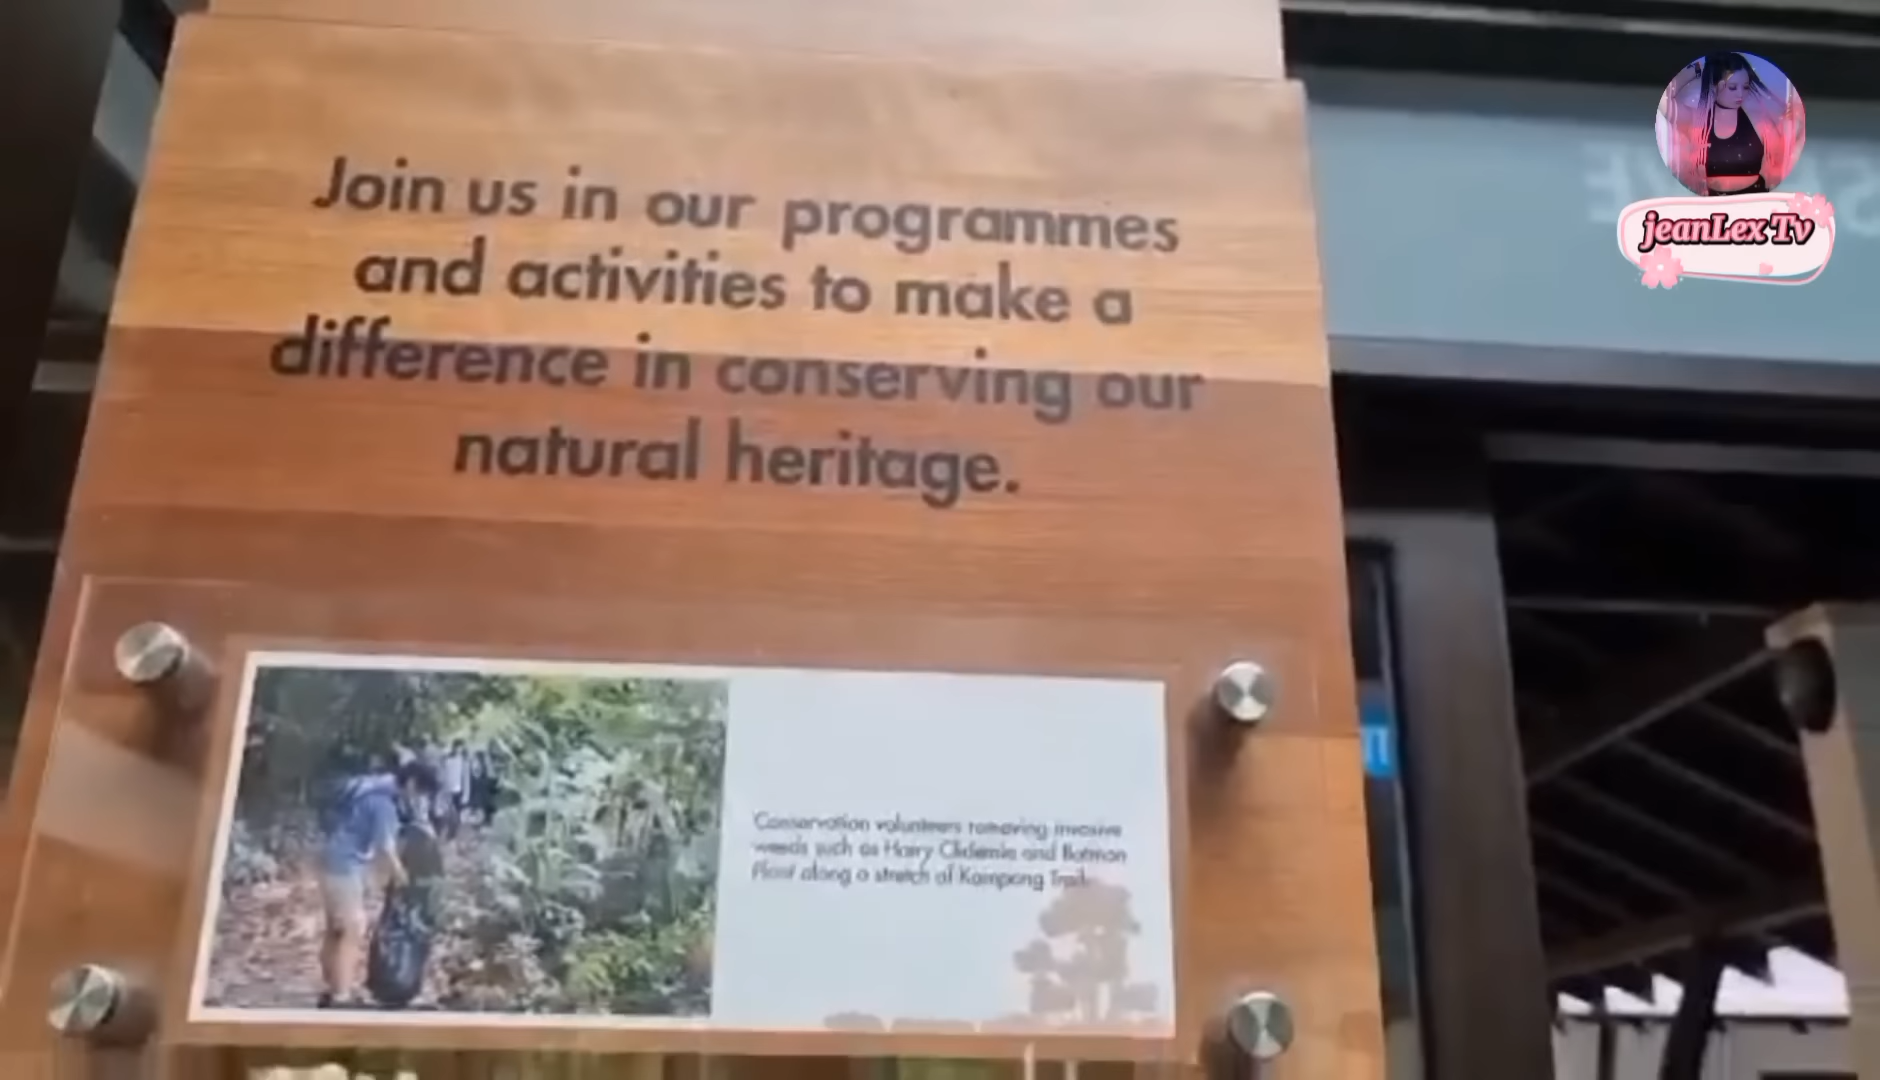 Join us in our programmes
and activities to make a
difference in conserving our
natural heritage.
Conservation volunteers removing invasive
weeds such as Hairy Clidemia and Batman
Plant along a stretch of Kampong Trail.
jeanLex Tv